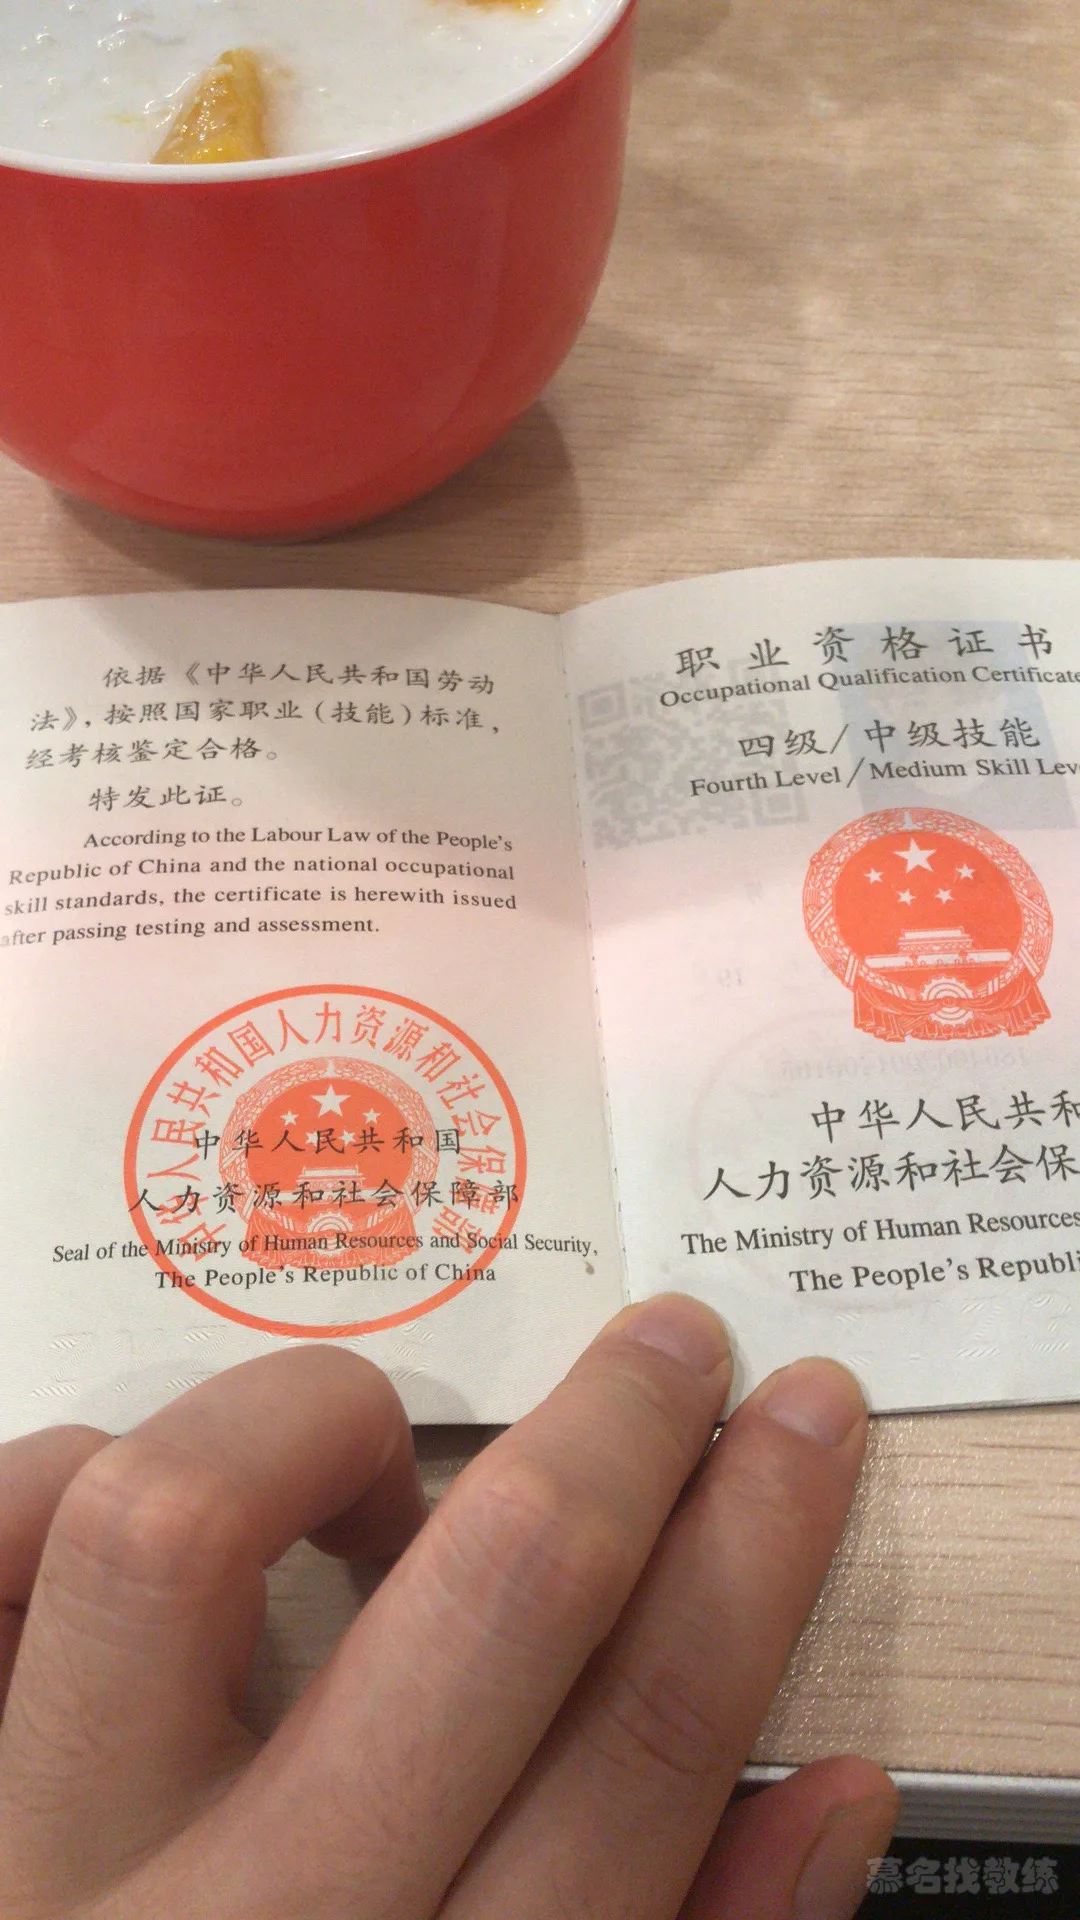 依据《中华人民共和国劳动
法》，按照国家职业（技能）标准，
经考核鉴定合格。
特发此证。
According to the Labour Law of the People's
Republic of China and the national occupational
skill standards, the certificate is herewith issued
after passing testing and assessment.
中华人民共和国人力资源和社会保障部
中华人民共和国
人力资源和社会保障部
Seal of the Ministry of Human Resources and Social Security,
The People's Republic of China
职业资格证书
Occupational Qualification Certificate
四级/中级技能
Fourth Level/Medium Skill Leve
中华人民共和
人力资源和社会保
The Ministry of Human Resources
The People's Republi
慕名找教练